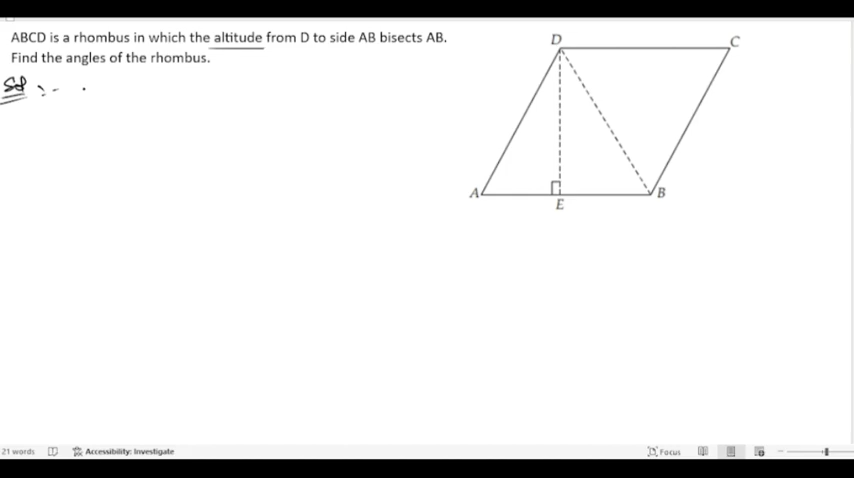 ABCD is a rhombus in which the altitude from D to side AB bisects AB.
Find the angles of the rhombus.
Sol :-
D
C
A
E
B
21 words
Accessibility: Investigate
Focus